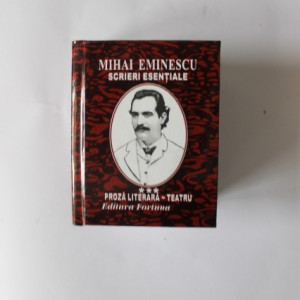 MIHAI EMINESCU
SCRIERI ESENȚIALE
★★★
PROZĂ LITERARĂ - TEATRU
Editura Fortuna